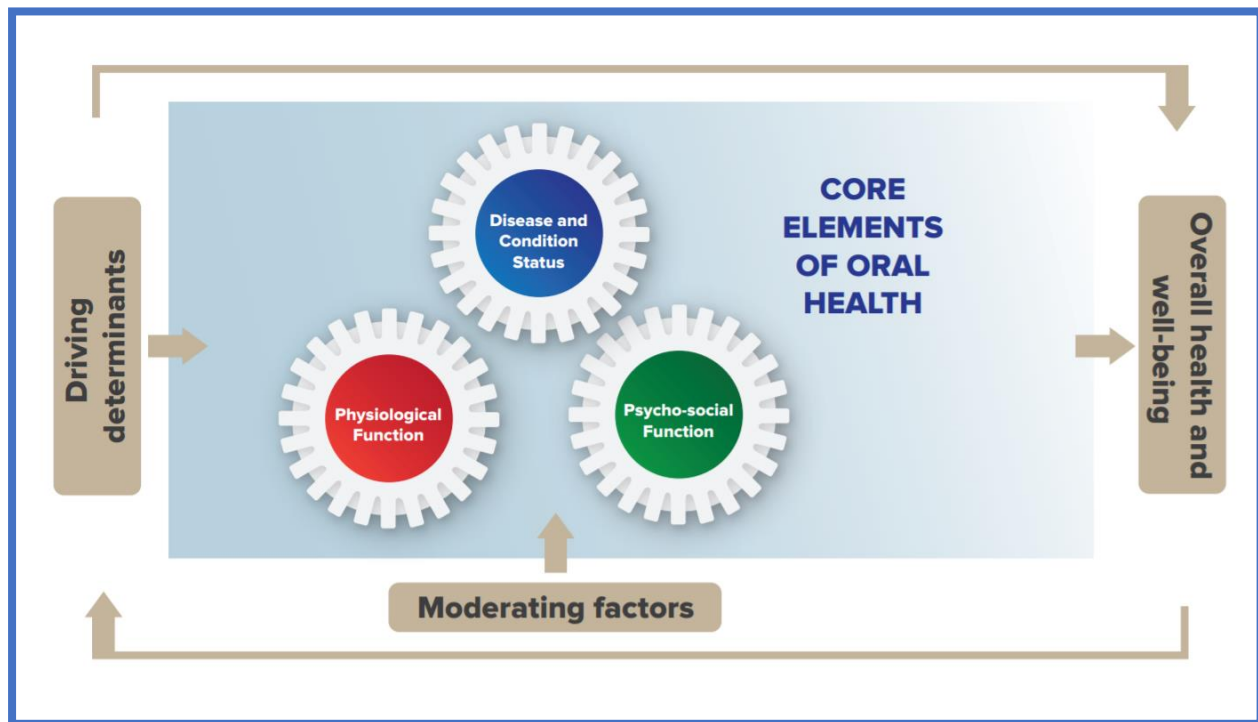 CORE
ELEMENTS
OF ORAL
HEALTH
Disease and
Condition
Status
Physiological
Function
Psycho-social
Function
Driving
determinants
Overall health and
well-being
Moderating factors